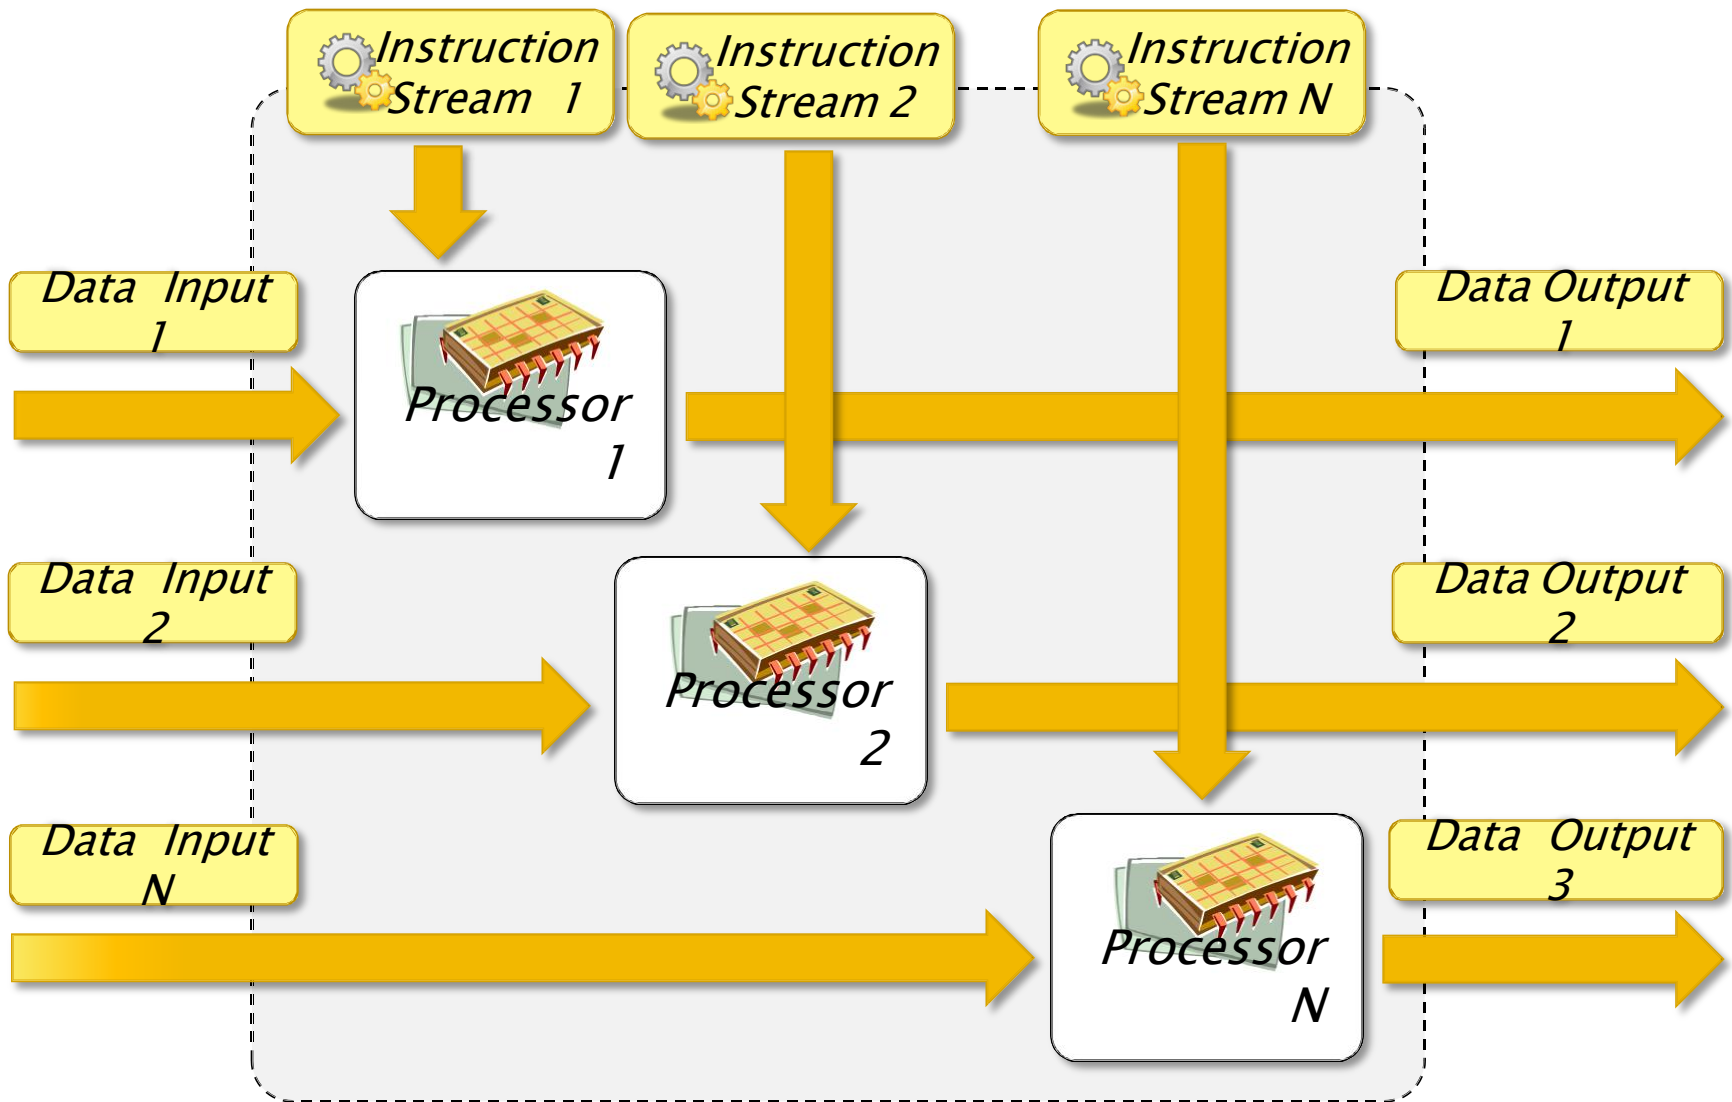 Instruction
Stream 1
Instruction
Stream 2
Instruction
Stream N
Data Input
1
Processor
1
Data Output
1
Data Input
2
Processor
2
Data Output
2
Data Input
N
Processor
N
Data Output
3